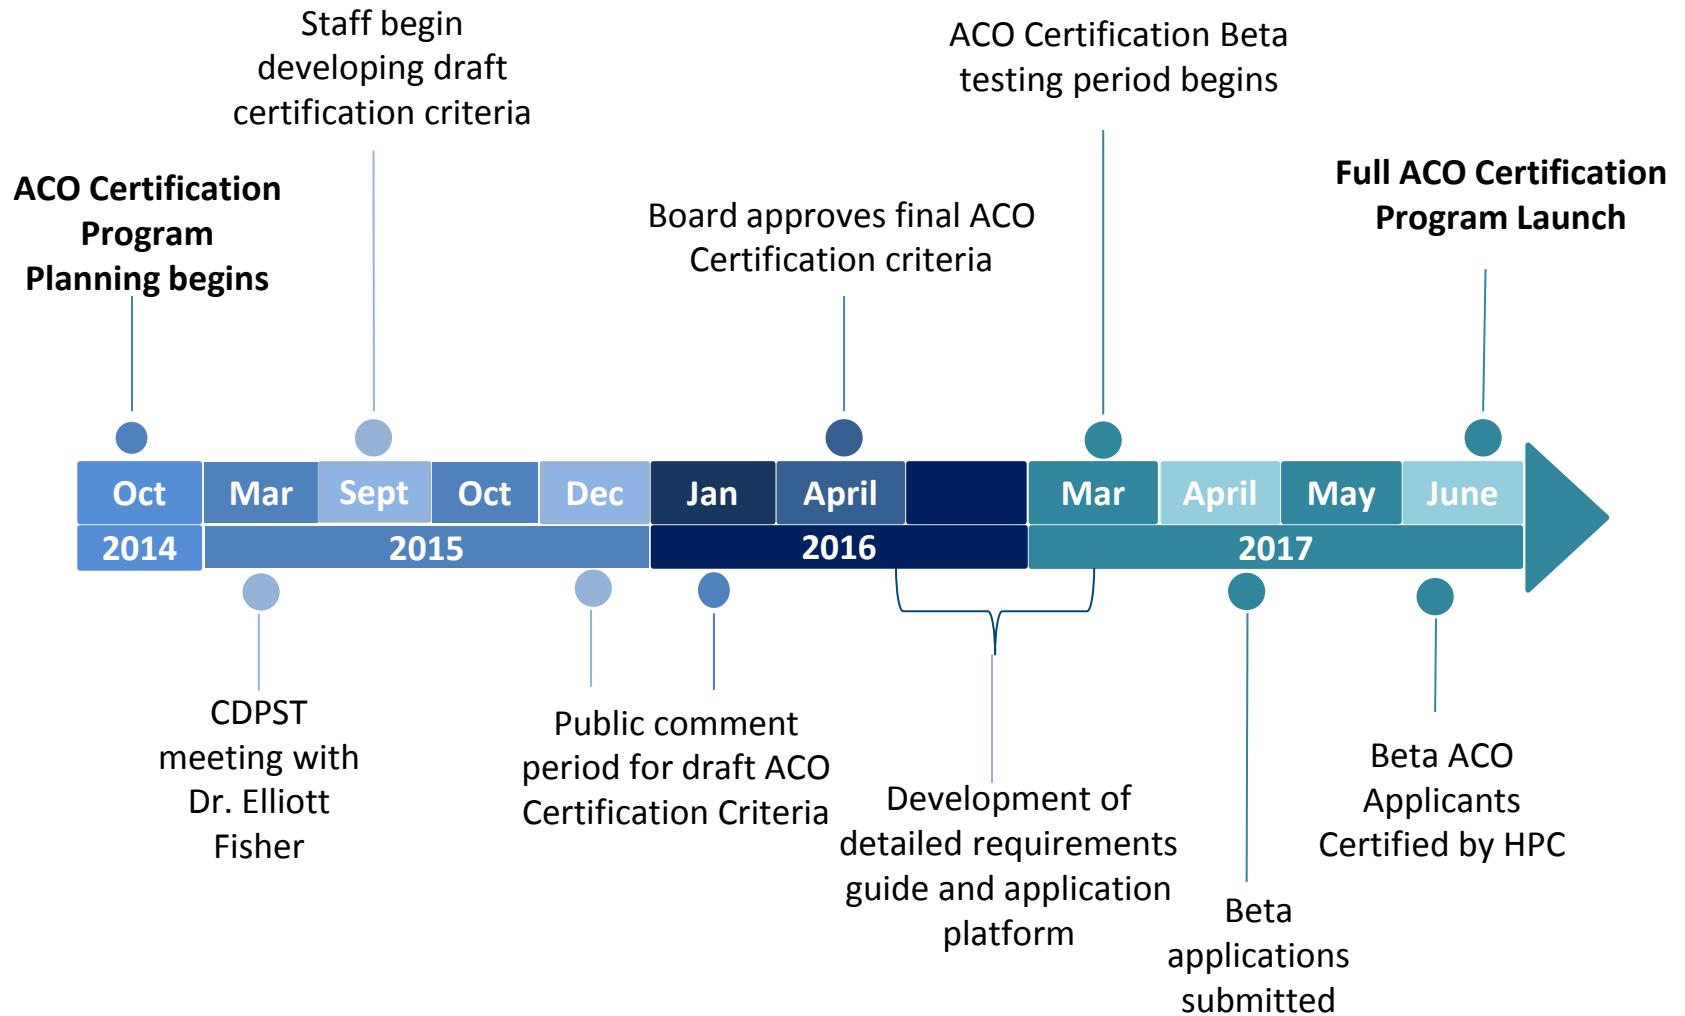 Staff begin
developing draft
certification criteria
ACO Certification Beta
testing period begins
ACO Certification
Program
Planning begins
Board approves final ACO
Certification criteria
Full ACO Certification
Program Launch
Oct
Mar
Sept
Oct
Dec
Jan
April
Mar
April
May
June
2014
2015
2016
2017
CDPST
meeting with
Dr. Elliott
Fisher
Public comment
period for draft ACO
Certification Criteria
Development of
detailed requirements
guide and application
platform
Beta
applications
submitted
Beta ACO
Applicants
Certified by HPC